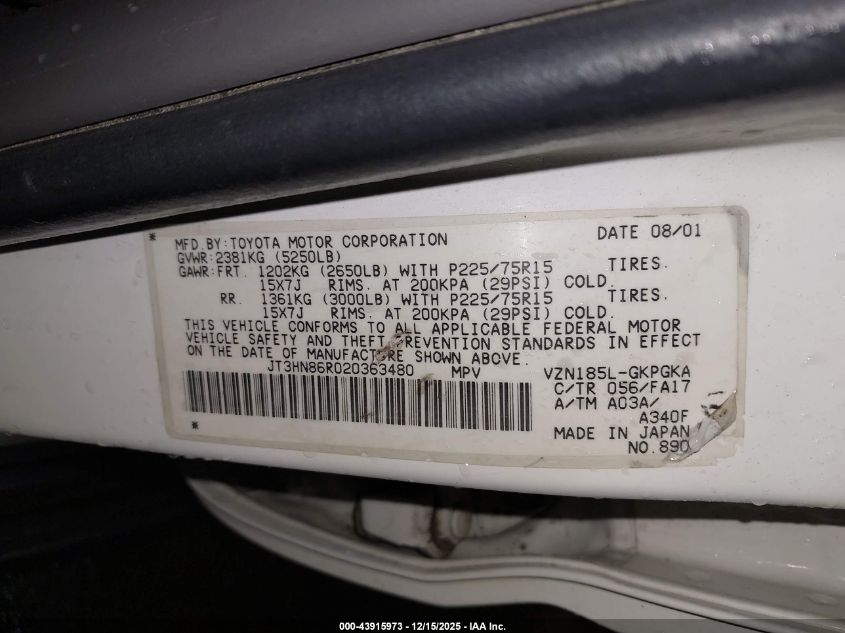 * MFD.BY:TOYOTA MOTOR CORPORATION DATE 08/01
GVWR:2381KG (5250LB)
GAWR:FRT. 1202KG (2650LB) WITH P225/75R15 TIRES.
15X7J RIMS. AT 200KPA (29PSI) COLD.
RR. 1361KG (3000LB) WITH P225/75R15 TIRES.
15X7J RIMS. AT 200KPA (29PSI) COLD.
THIS VEHICLE CONFORMS TO ALL APPLICABLE FEDERAL MOTOR
VEHICLE SAFETY AND THEFT PREVENTION STANDARDS IN EFFECT
ON THE DATE OF MANUFACTURE SHOWN ABOVE.
JT3HN86R020363480 MPV VZN185L-GKPGKA
C/TR 056/FA17
A/TM A03A/
A340F
* MADE IN JAPAN
NO.890
000-43915973 - 12/15/2025 - IAA Inc.